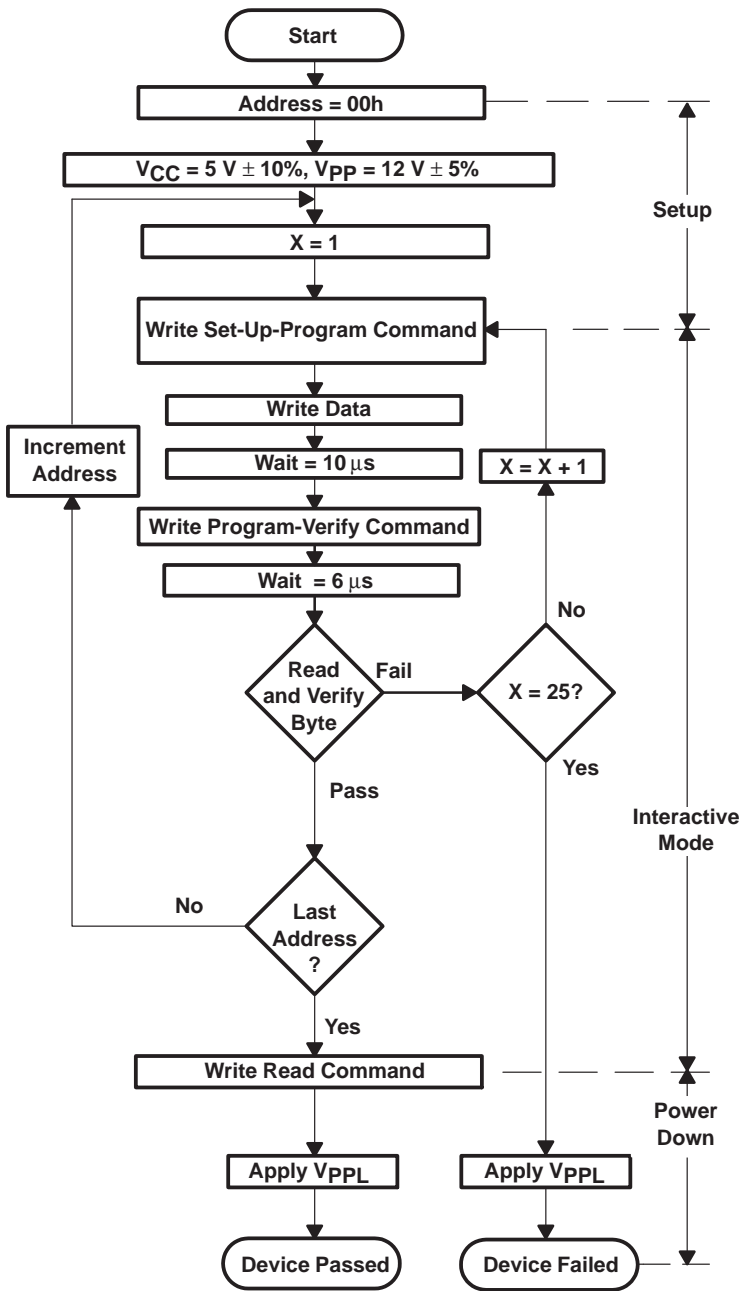 Start
Address = 00h
VCC = 5 V ± 10%, VPP = 12 V ± 5%
Setup
X = 1
Write Set-Up-Program Command
Write Data
Increment
Address
Wait = 10 μs
X = X + 1
Write Program-Verify Command
Wait = 6 μs
No
Read
and Verify
Byte
Fail
X = 25?
Yes
Pass
Interactive
Mode
No
Last
Address
?
Yes
Write Read Command
Power
Down
Apply VPPL
Apply VPPL
Device Passed
Device Failed